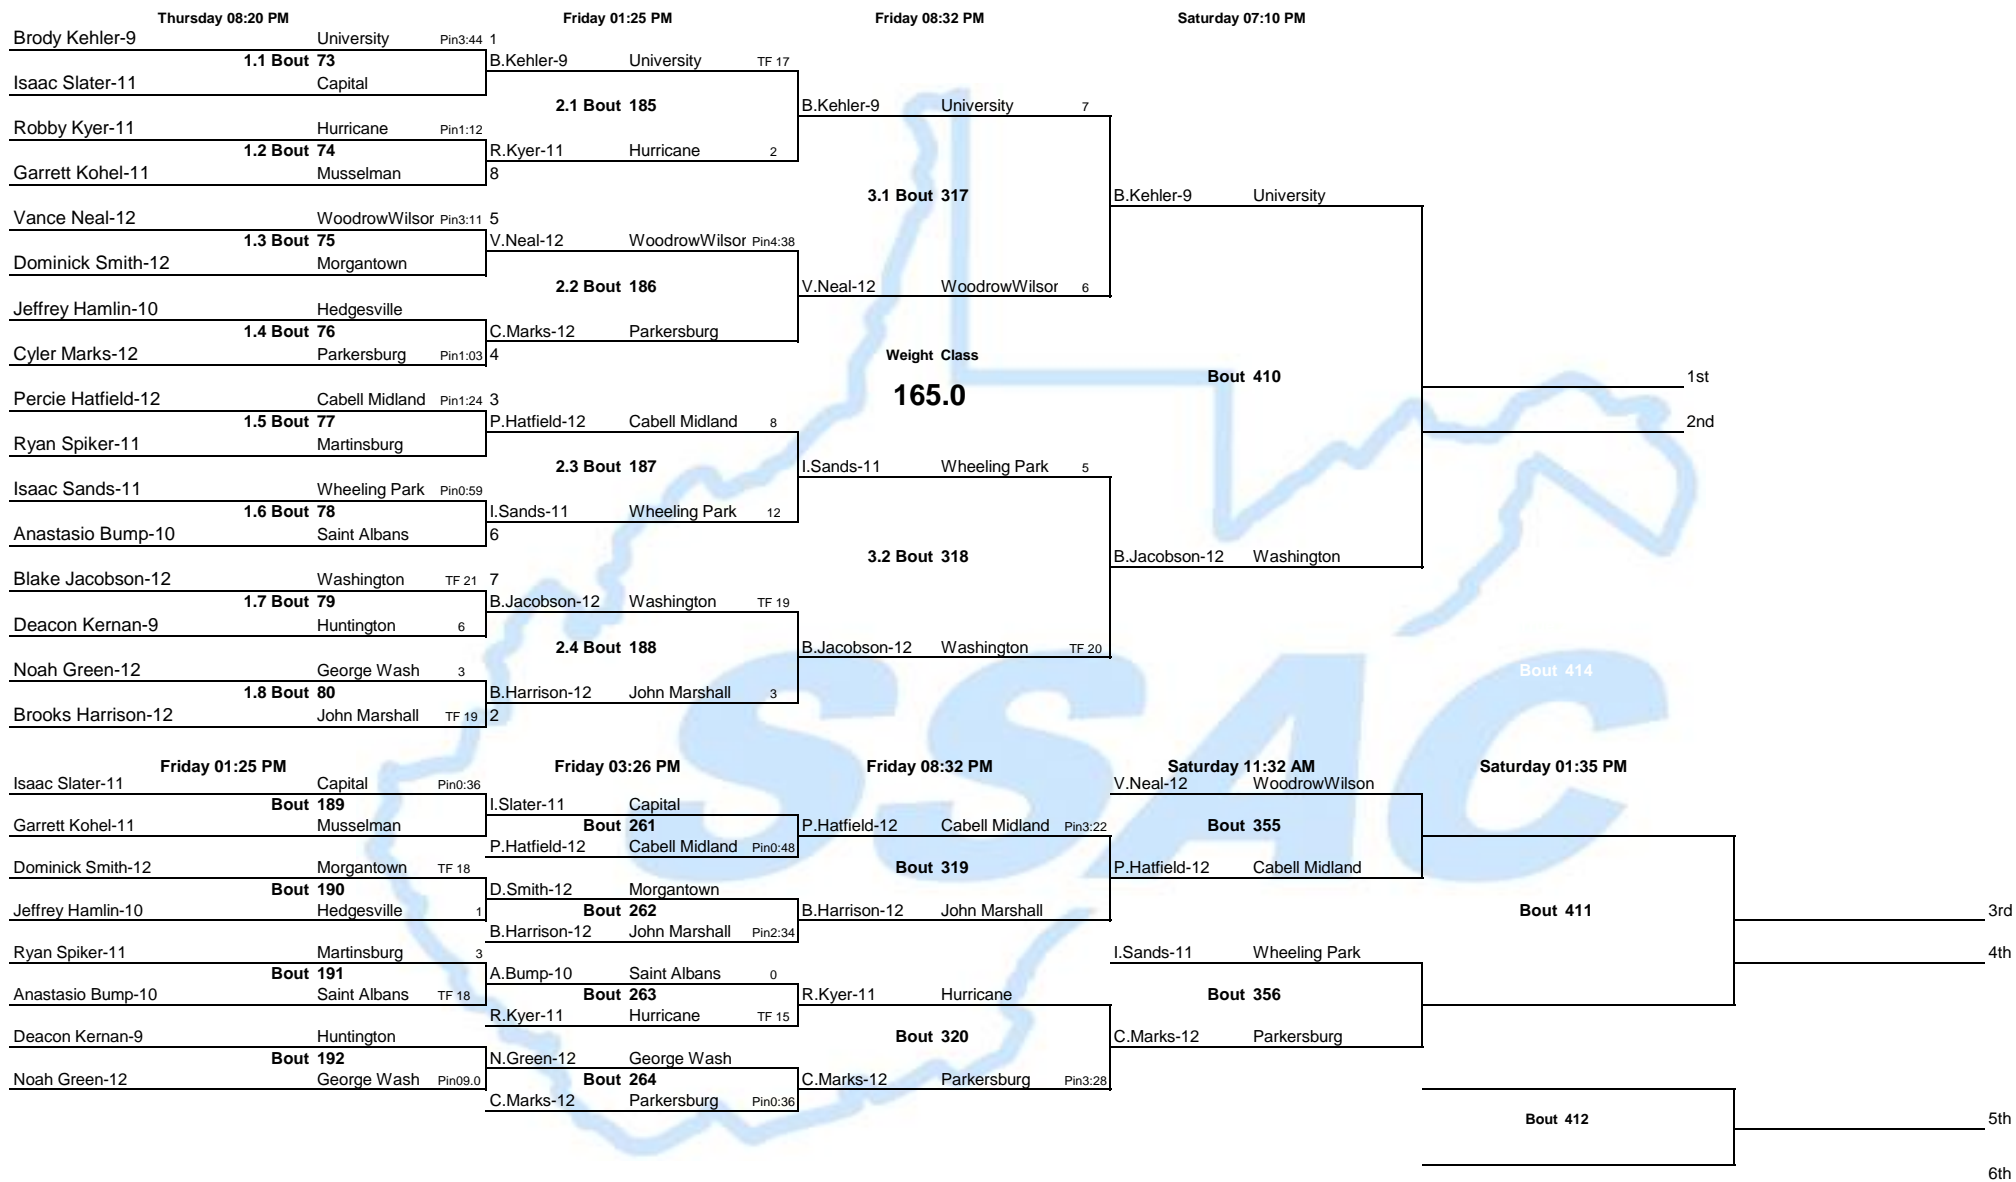 Thursday 08:20 PM Friday 01:25 PM Friday 08:32 PM Saturday 07:10 PM
Brody Kehler-9 University Pin3:44 1
1.1 Bout 73 B.Kehler-9 University TF 17
Isaac Slater-11 Capital
2.1 Bout 185 B.Kehler-9 University 7
Robby Kyer-11 Hurricane Pin1:12
1.2 Bout 74 R.Kyer-11 Hurricane 2
Garrett Kohel-11 Musselman 8
3.1 Bout 317 B.Kehler-9 University
Vance Neal-12 WoodrowWilsor Pin3:11 5
1.3 Bout 75 V.Neal-12 WoodrowWilsor Pin4:38
Dominick Smith-12 Morgantown
2.2 Bout 186 V.Neal-12 WoodrowWilsor 6
Jeffrey Hamlin-10 Hedgesville
1.4 Bout 76 C.Marks-12 Parkersburg
Cyler Marks-12 Parkersburg Pin1:03 4
Weight Class
Bout 410 1st
165.0
Percie Hatfield-12 Cabell Midland Pin1:24 3
1.5 Bout 77 P.Hatfield-12 Cabell Midland 8 2nd
Ryan Spiker-11 Martinsburg
2.3 Bout 187 I.Sands-11 Wheeling Park 5
Isaac Sands-11 Wheeling Park Pin0:59
1.6 Bout 78 I.Sands-11 Wheeling Park 12
Anastasio Bump-10 Saint Albans 6
3.2 Bout 318 B.Jacobson-12 Washington
Blake Jacobson-12 Washington TF 21 7
1.7 Bout 79 B.Jacobson-12 Washington TF 19
Deacon Kernan-9 Huntington 6
2.4 Bout 188 B.Jacobson-12 Washington TF 20
Noah Green-12 George Wash 3 Bout 414
1.8 Bout 80 B.Harrison-12 John Marshall 3
Brooks Harrison-12 John Marshall TF 19 2
SSAC
Friday 01:25 PM Friday 03:26 PM Friday 08:32 PM Saturday 11:32 AM Saturday 01:35 PM
Isaac Slater-11 Capital Pin0:36 V.Neal-12 WoodrowWilson
Bout 189 I.Slater-11 Capital
Garrett Kohel-11 Musselman Bout 261 P.Hatfield-12 Cabell Midland Pin3:22 Bout 355
P.Hatfield-12 Cabell Midland Pin0:48
Dominick Smith-12 Morgantown TF 18 Bout 319 P.Hatfield-12 Cabell Midland
Bout 190 D.Smith-12 Morgantown
Jeffrey Hamlin-10 Hedgesville 1 Bout 262 B.Harrison-12 John Marshall Bout 411 3rd
B.Harrison-12 John Marshall Pin2:34
Ryan Spiker-11 Martinsburg 3 I.Sands-11 Wheeling Park 4th
Bout 191 A.Bump-10 Saint Albans 0
Anastasio Bump-10 Saint Albans TF 18 Bout 263 R.Kyer-11 Hurricane Bout 356
R.Kyer-11 Hurricane TF 15
Deacon Kernan-9 Huntington Bout 320 C.Marks-12 Parkersburg
Bout 192 N.Green-12 George Wash
Noah Green-12 George Wash Pin09.0 Bout 264 C.Marks-12 Parkersburg Pin3:28
C.Marks-12 Parkersburg Pin0:36
Bout 412 5th
6th